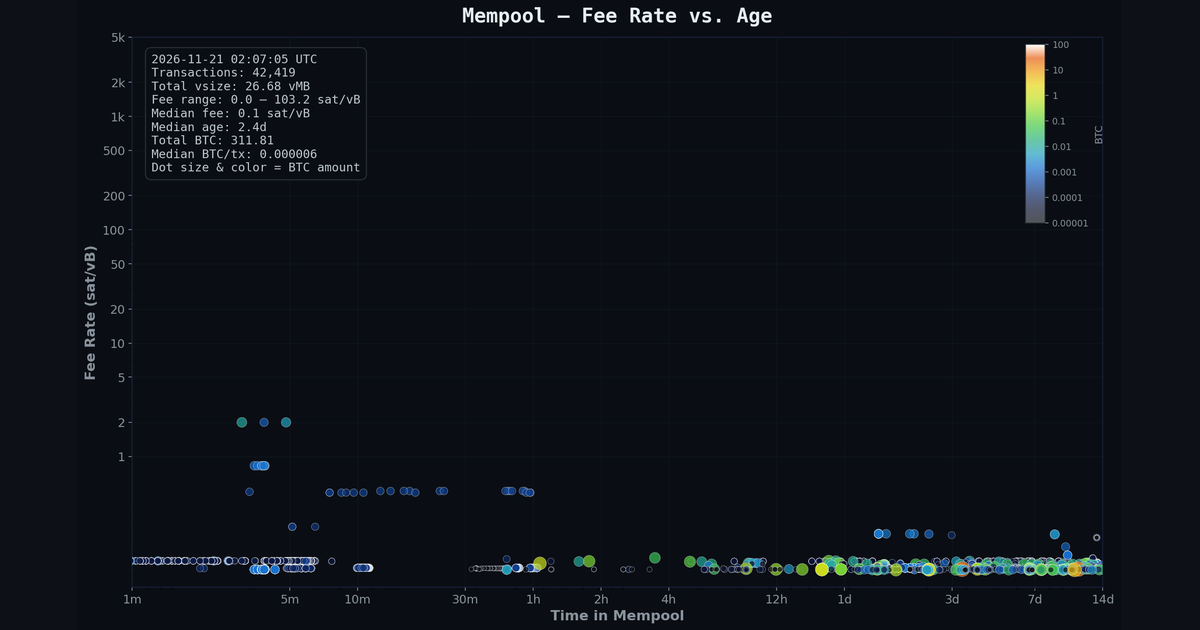 Mempool — Fee Rate vs. Age
2026-11-21 02:07:05 UTC
Transactions: 42,419
Total vsize: 26.68 vMB
Fee range: 0.0 – 103.2 sat/vB
Median fee: 0.1 sat/vB
Median age: 2.4d
Total BTC: 311.81
Median BTC/tx: 0.000006
Dot size & color = BTC amount
100
10
1
0.1
0.01
0.001
0.0001
0.00001
BTC
5k
2k
1k
500
200
100
50
20
10
5
2
1
Fee Rate (sat/vB)
1m 5m 10m 30m 1h 2h 4h 12h 1d 3d 7d 14d
Time in Mempool